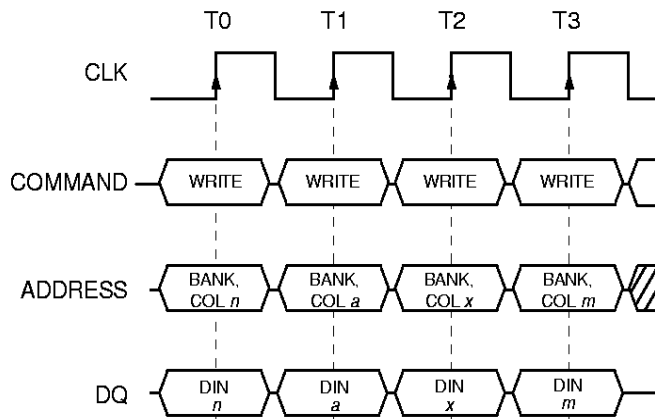 T0 T1 T2 T3
CLK
COMMAND WRITE WRITE WRITE WRITE
ADDRESS
BANK, BANK, BANK, BANK,
COL n COL a COL x COL m
DQ
DIN DIN DIN DIN
n a x m